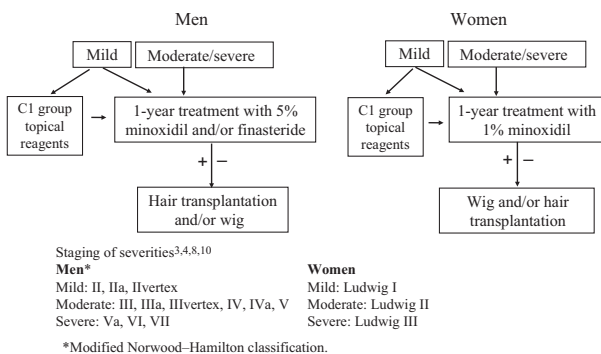 Men
Mild
Moderate/severe
C1 group
topical
reagents
1-year treatment with 5%
minoxidil and/or finasteride
+ −
Hair transplantation
and/or wig
Women
Mild
Moderate/severe
C1 group
topical
reagents
1-year treatment with
1% minoxidil
+ −
Wig and/or hair
transplantation
Staging of severities3,4,8,10
Men*
Mild: II, IIa, IIvertex
Moderate: III, IIIa, IIIvertex, IV, IVa, V
Severe: Va, VI, VII
Women
Mild: Ludwig I
Moderate: Ludwig II
Severe: Ludwig III
*Modified Norwood–Hamilton classification.